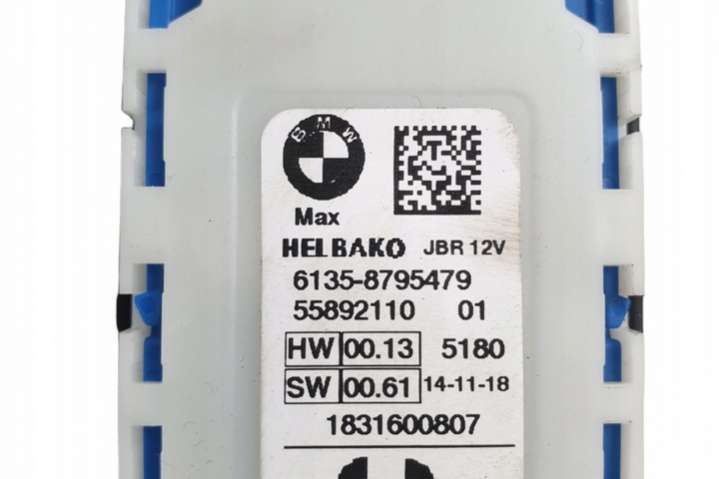 BMW
Max
HELBAKO JBR 12V
6135-8795479
55892110 01
HW 00.13 5180
SW 00.61 14-11-18
1831600807